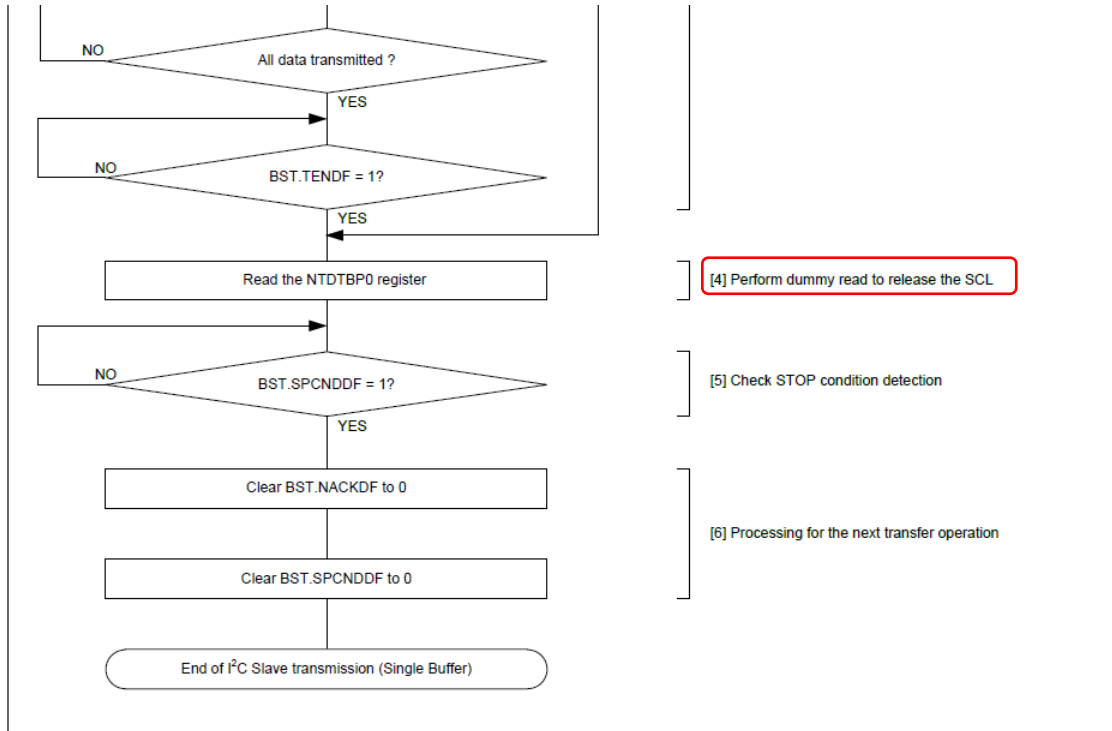 NO
All data transmitted ?
YES
NO
BST.TENDF = 1?
YES
Read the NTDTBP0 register
[4] Perform dummy read to release the SCL
NO
BST.SPCNDDF = 1?
[5] Check STOP condition detection
YES
Clear BST.NACKDF to 0
[6] Processing for the next transfer operation
Clear BST.SPCNDDF to 0
End of I²C Slave transmission (Single Buffer)